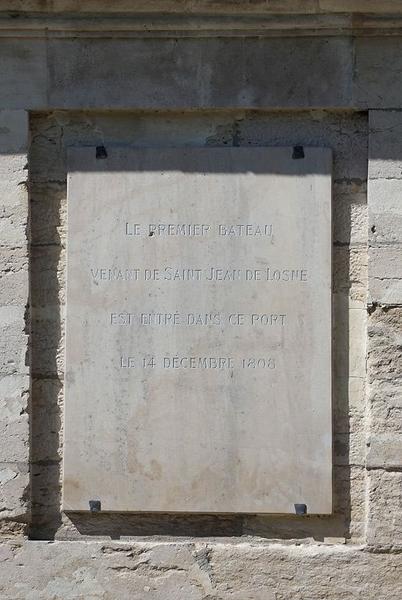 LE PREMIER BATEAU
VENANT DE SAINT JEAN DE LOSNE
EST ENTRÉ DANS CE PORT
LE 14 DÉCEMBRE 1808